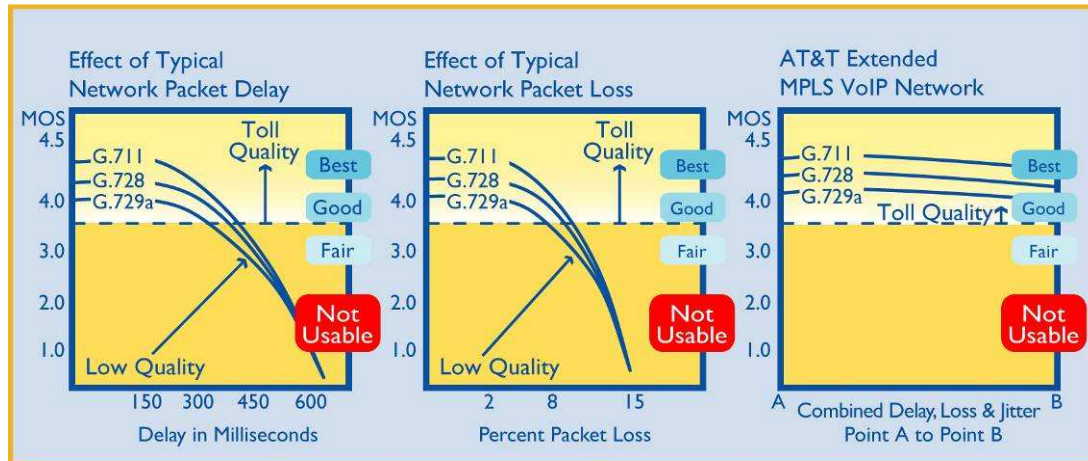 Effect of Typical
Network Packet Delay
MOS
4.5
4.0
3.0
2.0
1.0
G.711
G.728
G.729a
Toll
Quality
Best
Good
Fair
Not
Usable
Low Quality
150 300 450 600
Delay in Milliseconds
Effect of Typical
Network Packet Loss
MOS
4.5
4.0
3.0
2.0
1.0
G.711
G.728
G.729a
Toll
Quality
Best
Good
Fair
Not
Usable
Low Quality
2 8 15
Percent Packet Loss
AT&T Extended
MPLS VoIP Network
MOS
4.5
4.0
3.0
2.0
1.0
G.711
G.728
G.729a
Toll Quality
Best
Good
Fair
Not
Usable
A B
Combined Delay, Loss & Jitter
Point A to Point B